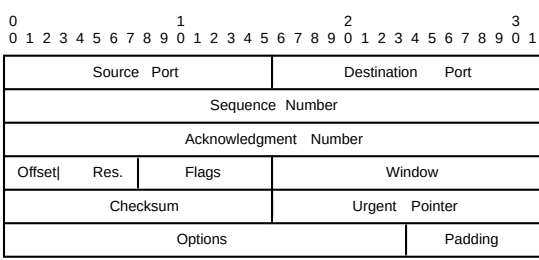 0 1 2 3
0 1 2 3 4 5 6 7 8 9 0 1 2 3 4 5 6 7 8 9 0 1 2 3 4 5 6 7 8 9 0 1
Source Port Destination Port
Sequence Number
Acknowledgment Number
Offset| Res. Flags Window
Checksum Urgent Pointer
Options Padding